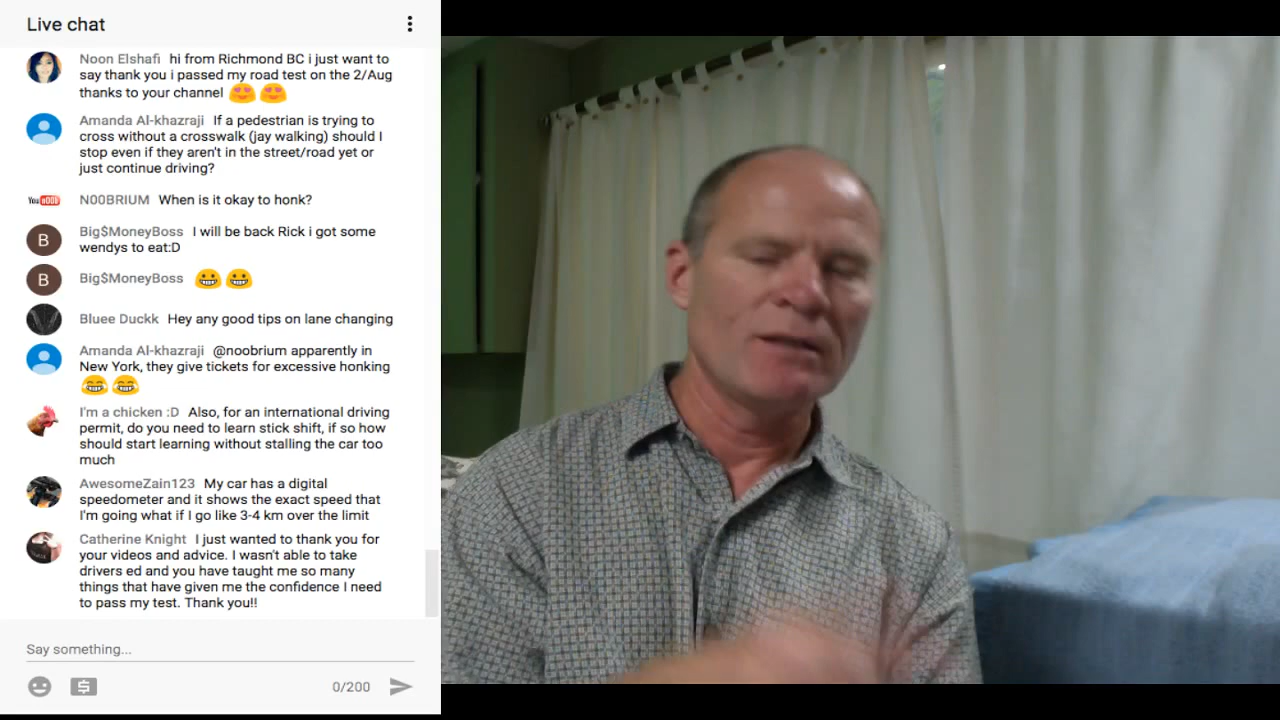 Live chat
Noon Elshafi hi from Richmond BC i just want to
say thank you i passed my road test on the 2/Aug
thanks to your channel 😍 😍
Amanda Al-khazraji If a pedestrian is trying to
cross without a crosswalk (jay walking) should I
stop even if they aren't in the street/road yet or
just continue driving?
You n00b
N00BRIUM When is it okay to honk?
B
Big$MoneyBoss I will be back Rick i got some
wendys to eat:D
B
Big$MoneyBoss 😀 😀
Bluee Duckk Hey any good tips on lane changing
Amanda Al-khazraji @noobrium apparently in
New York, they give tickets for excessive honking
😂 😂
I'm a chicken :D Also, for an international driving
permit, do you need to learn stick shift, if so how
should start learning without stalling the car too
much
AwesomeZain123 My car has a digital
speedometer and it shows the exact speed that
I'm going what if I go like 3-4 km over the limit
Catherine Knight I just wanted to thank you for
your videos and advice. I wasn't able to take
drivers ed and you have taught me so many
things that have given me the confidence I need
to pass my test. Thank you!!
Say something...
$
0/200